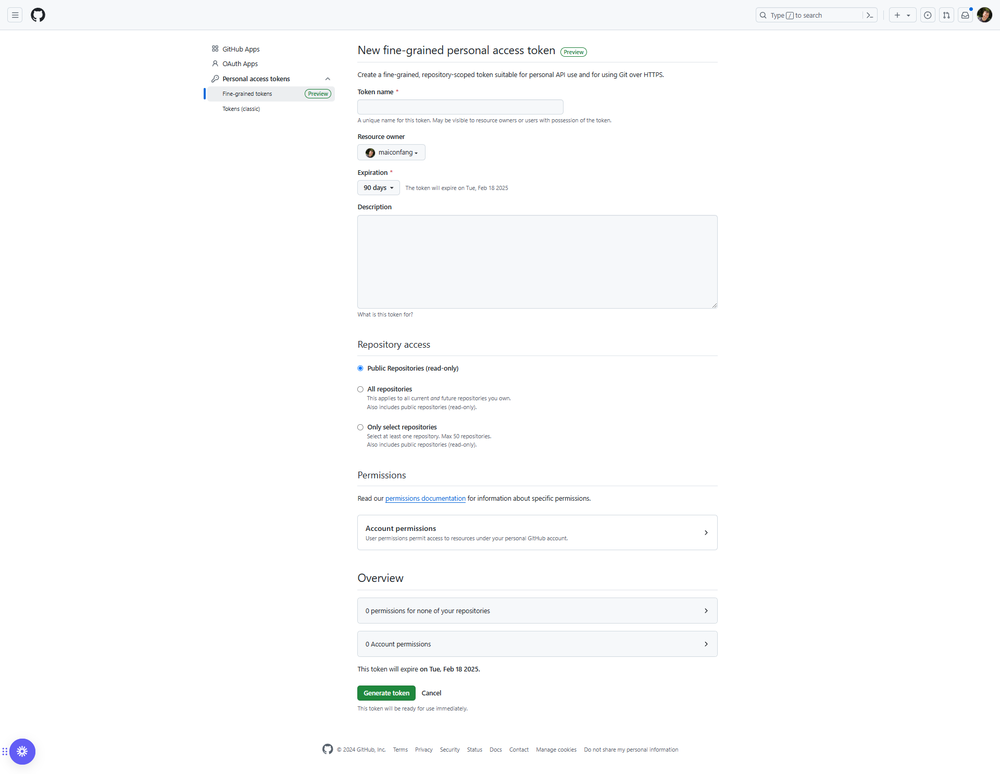 Type / to search
GitHub Apps
OAuth Apps
Personal access tokens
Fine-grained tokens Preview
Tokens (classic)
New fine-grained personal access token Preview
Create a fine-grained, repository-scoped token suitable for personal API use and for using Git over HTTPS.
Token name *
A unique name for this token. May be visible to resource owners or users with possession of the token.
Resource owner
maiconfang
Expiration *
90 days The token will expire on Tue, Feb 18 2025
Description
What is this token for?
Repository access
Public Repositories (read-only)
All repositories
This applies to all current and future repositories you own.
Also includes public repositories (read-only).
Only select repositories
Select at least one repository. Max 50 repositories.
Also includes public repositories (read-only).
Permissions
Read our permissions documentation for information about specific permissions.
Account permissions
User permissions permit access to resources under your personal GitHub account.
Overview
0 permissions for none of your repositories
0 Account permissions
This token will expire on Tue, Feb 18 2025.
Generate token Cancel
This token will be ready for use immediately.
© 2024 GitHub, Inc. Terms Privacy Security Status Docs Contact Manage cookies Do not share my personal information